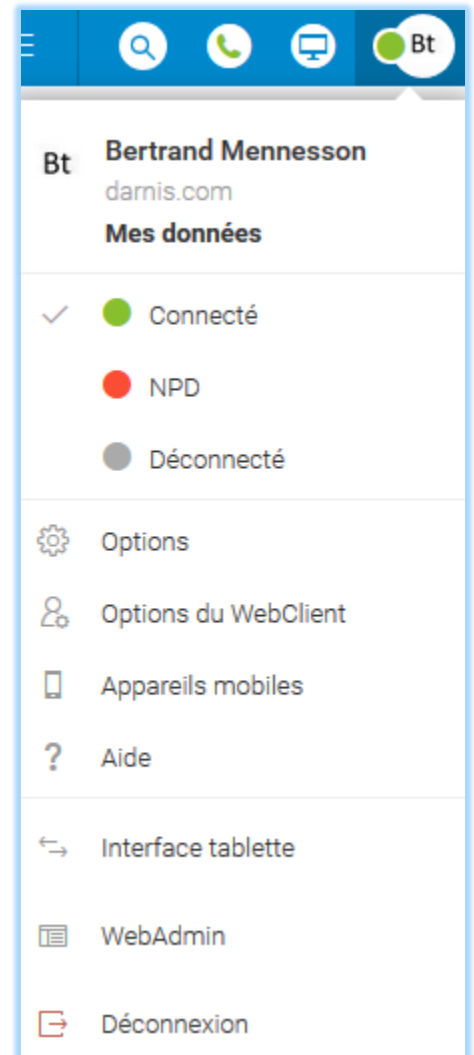 Bt
Bt
Bertrand Mennesson
darnis.com
Mes données
Connecté
NPD
Déconnecté
Options
Options du WebClient
Appareils mobiles
? Aide
Interface tablette
WebAdmin
Déconnexion